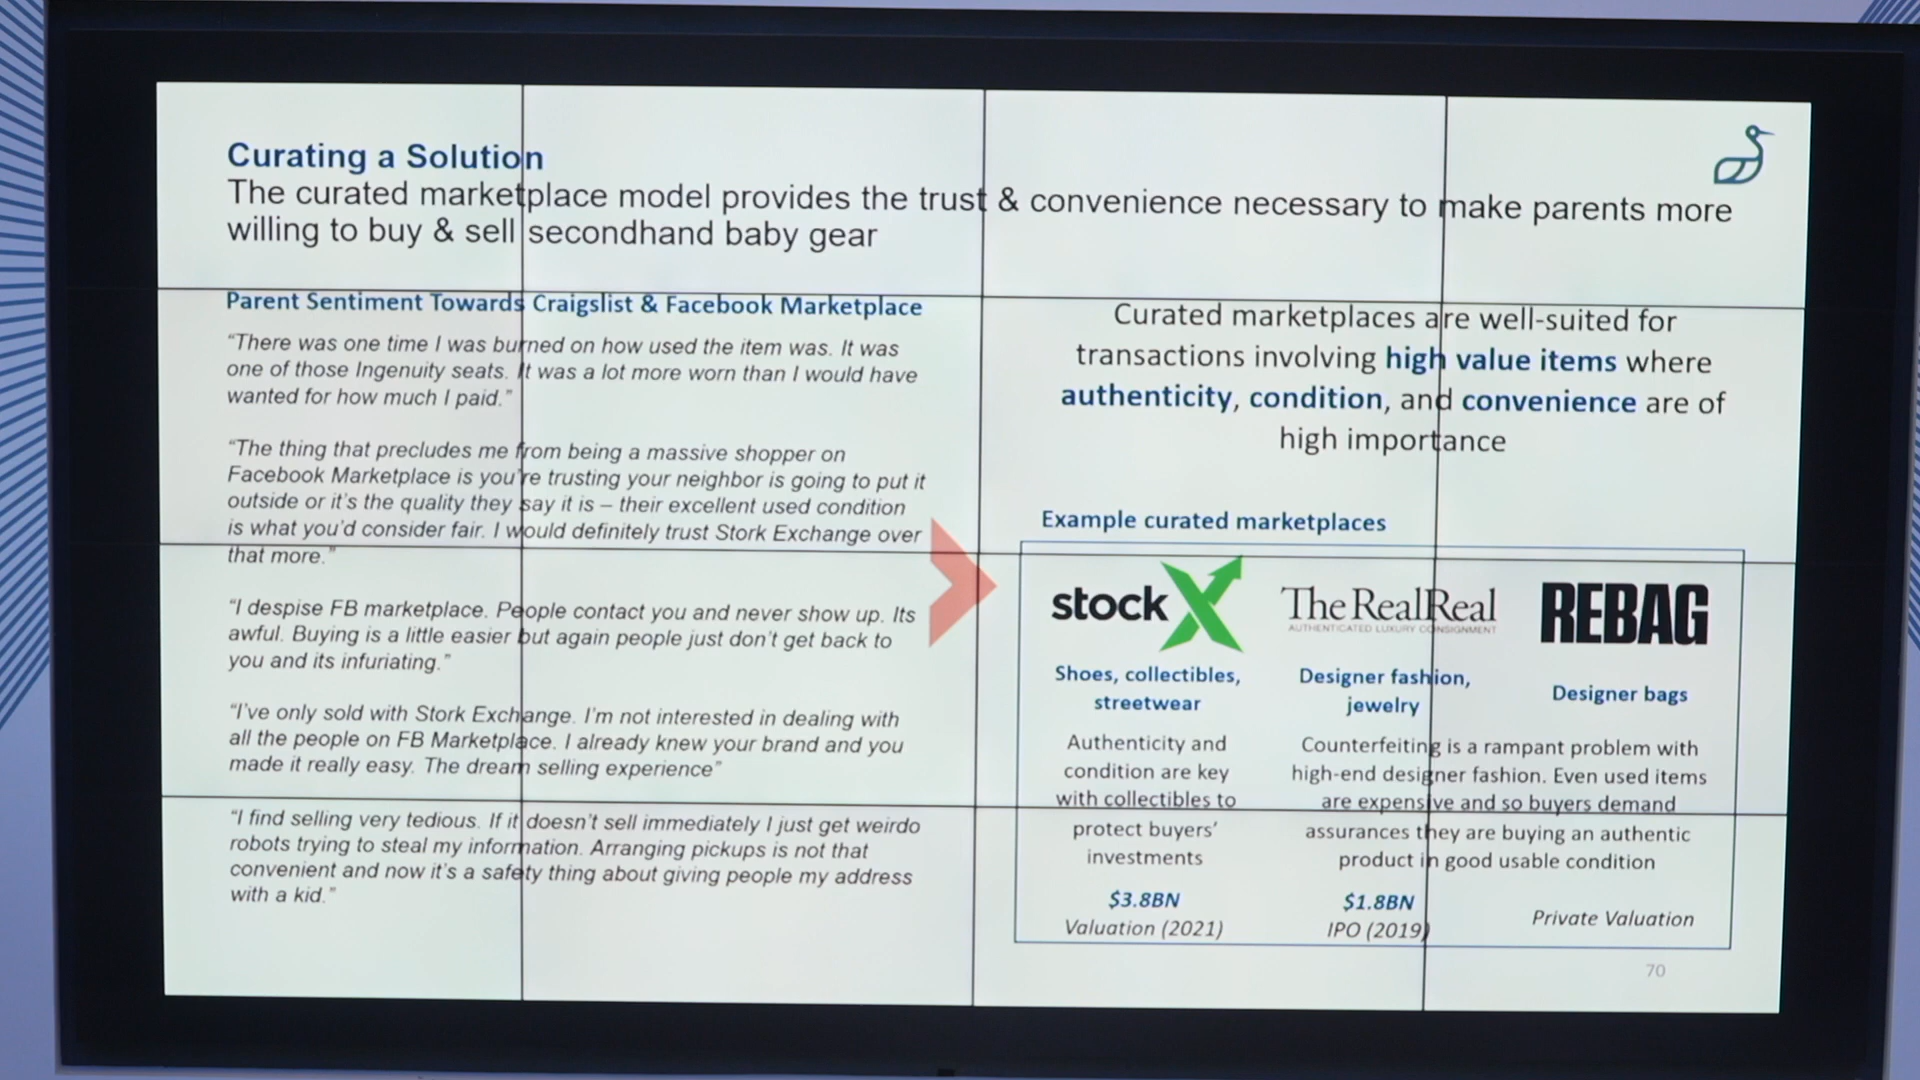 Curating a Solution
The curated marketplace model provides the trust & convenience necessary to make parents more
willing to buy & sell secondhand baby gear
Parent Sentiment Towards Craigslist & Facebook Marketplace
“There was one time I was burned on how used the item was. It was
one of those Ingenuity seats. It was a lot more worn than I would have
wanted for how much I paid.”
“The thing that precludes me from being a massive shopper on
Facebook Marketplace is you’re trusting your neighbor is going to put it
outside or it’s the quality they say it is – their excellent used condition
is what you’d consider fair. I would definitely trust Stork Exchange over
that more.”
“I despise FB marketplace. People contact you and never show up. Its
awful. Buying is a little easier but again people just don’t get back to
you and its infuriating.”
“I’ve only sold with Stork Exchange. I’m not interested in dealing with
all the people on FB Marketplace. I already knew your brand and you
made it really easy. The dream selling experience”
“I find selling very tedious. If it doesn’t sell immediately I just get weirdo
robots trying to steal my information. Arranging pickups is not that
convenient and now it’s a safety thing about giving people my address
with a kid.”
Curated marketplaces are well-suited for
transactions involving high value items where
authenticity, condition, and convenience are of
high importance
Example curated marketplaces
stockX
Shoes, collectibles,
streetwear
Authenticity and
condition are key
with collectibles to
protect buyers’
investments
$3.8BN
Valuation (2021)
The RealReal
AUTHENTICATED LUXURY CONSIGNMENT
Designer fashion,
jewelry
REBAG
Designer bags
Counterfeiting is a rampant problem with
high-end designer fashion. Even used items
are expensive and so buyers demand
assurances they are buying an authentic
product in good usable condition
$1.8BN
IPO (2019)
Private Valuation
70